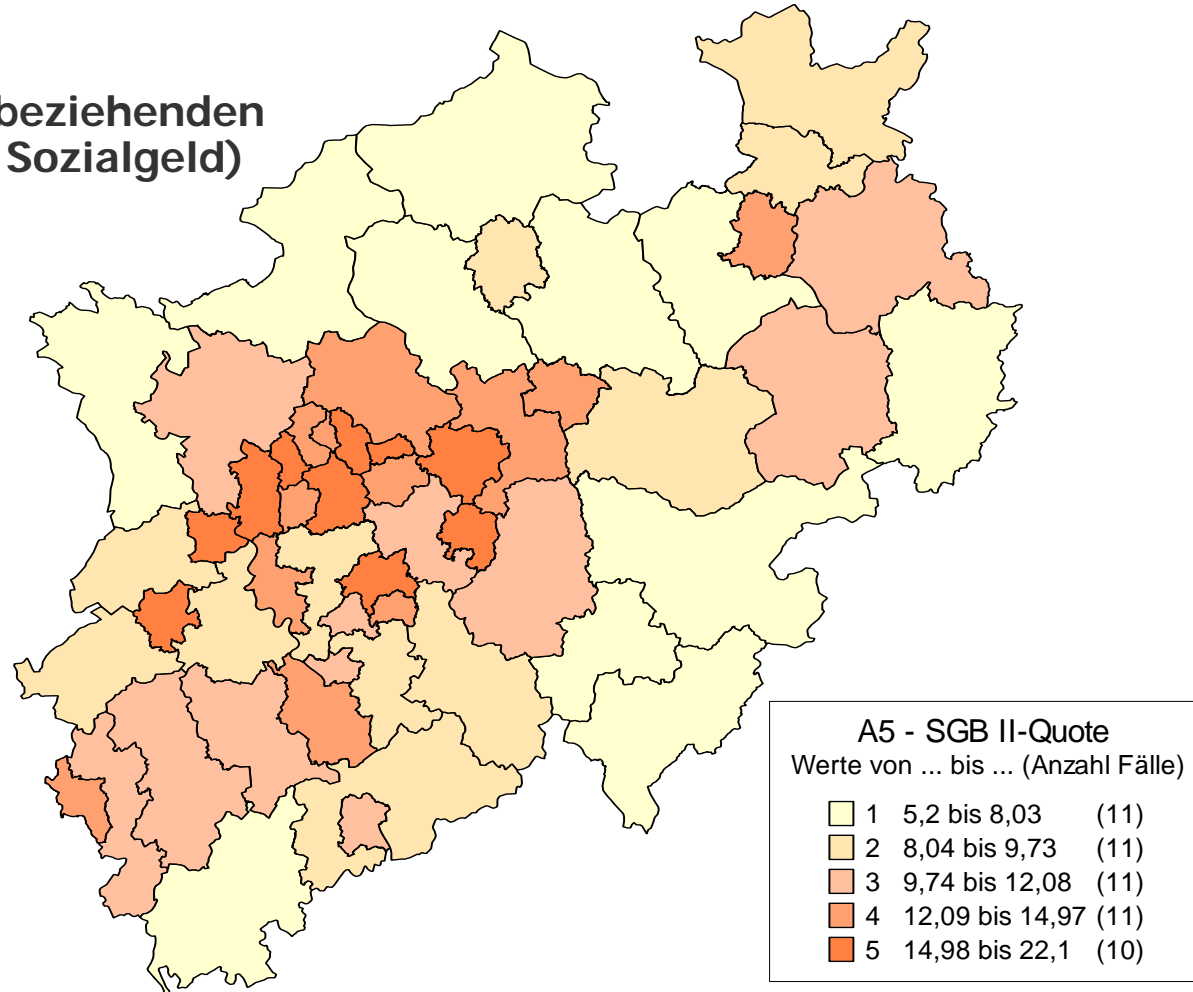 beziehenden
Sozialgeld)
A5 - SGB II-Quote
Werte von ... bis ... (Anzahl Fälle)
1 5,2 bis 8,03 (11)
2 8,04 bis 9,73 (11)
3 9,74 bis 12,08 (11)
4 12,09 bis 14,97 (11)
5 14,98 bis 22,1 (10)